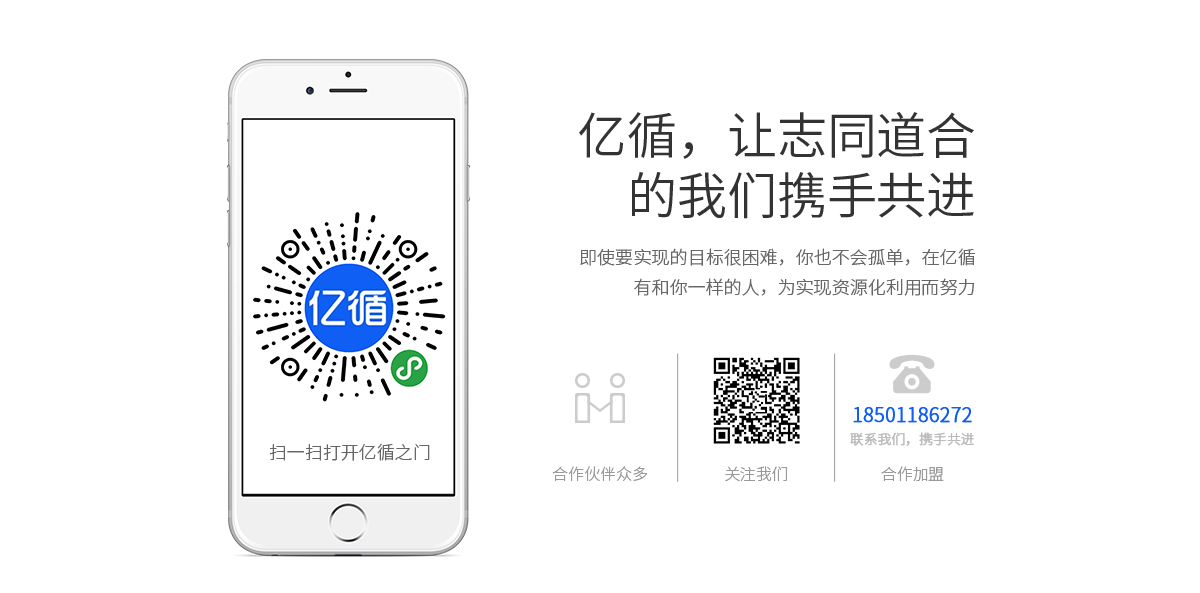 亿循
扫一扫打开亿循之门
亿循，让志同道合
的我们携手共进
即使要实现的目标很困难，你也不会孤单，在亿循
有和你一样的人，为实现资源化利用而努力
合作伙伴众多
关注我们
18501186272
联系我们，携手共进
合作加盟